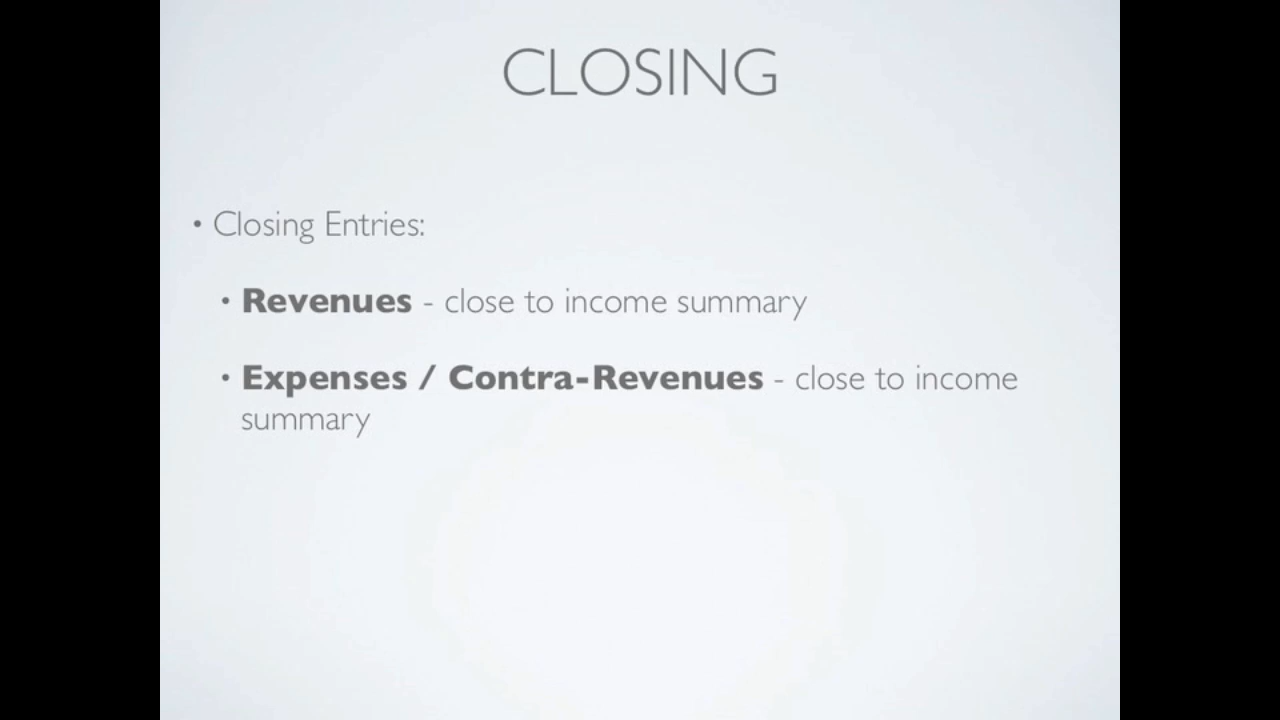 CLOSING
• Closing Entries:
• Revenues - close to income summary
• Expenses / Contra-Revenues - close to income
summary